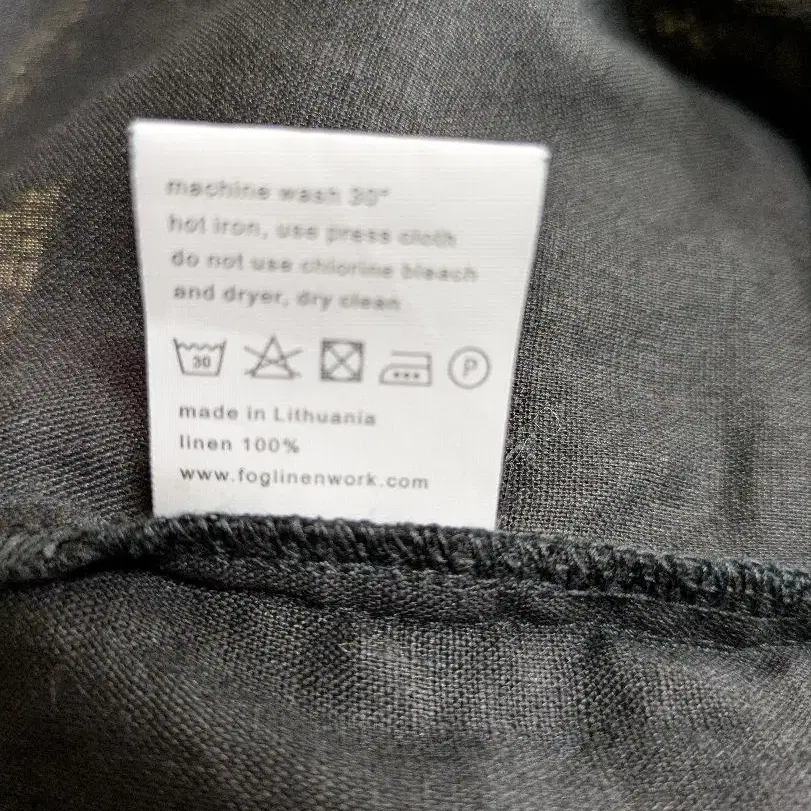 machine wash 30°
hot iron, use press cloth
do not use chlorine bleach
and dryer, dry clean
30 P
made in Lithuania
linen 100%
www.foglinenwork.com